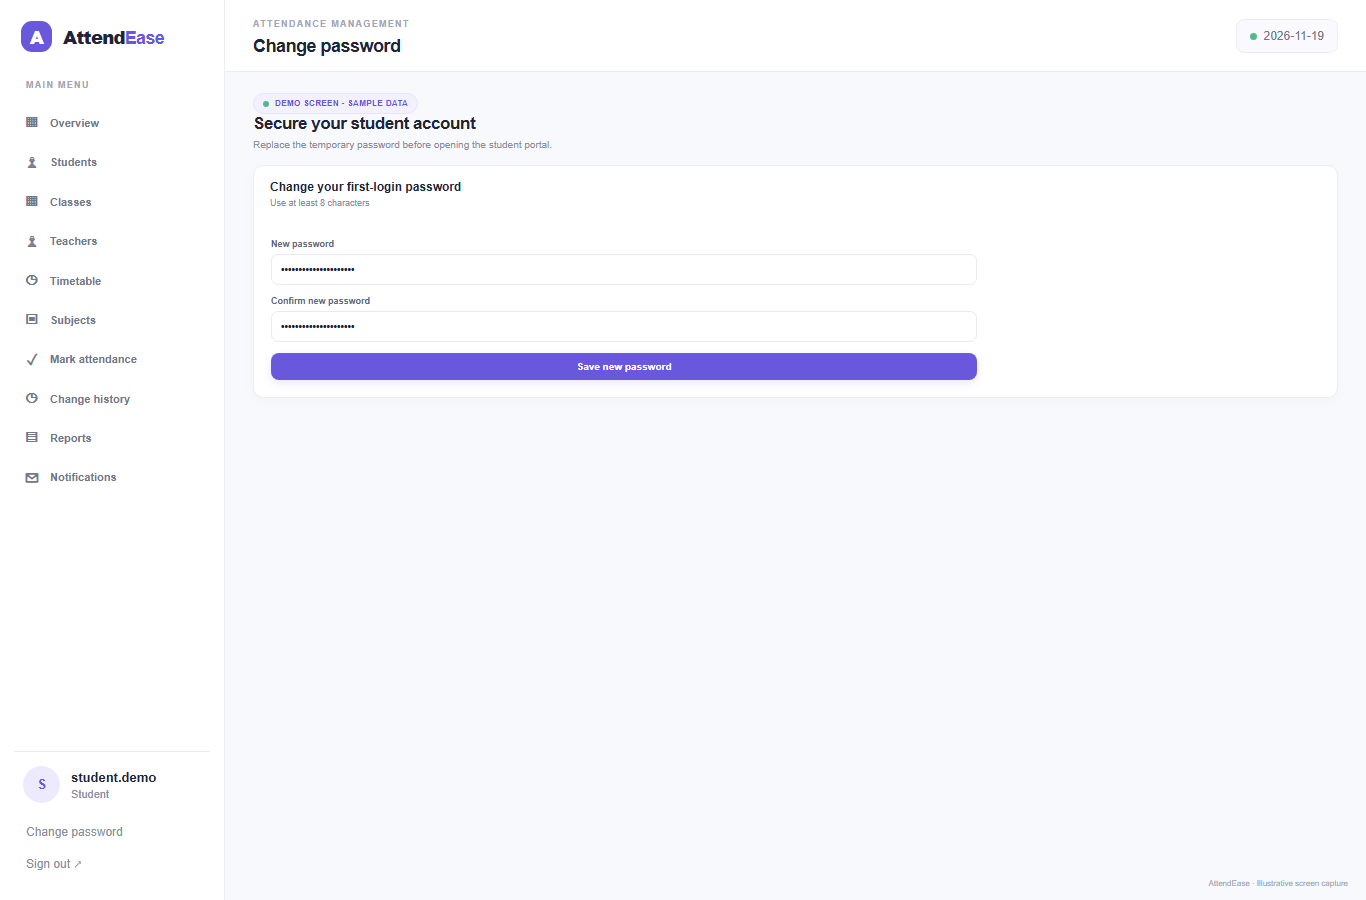 A AttendEase
MAIN MENU
Overview
Students
Classes
Teachers
Timetable
Subjects
Mark attendance
Change history
Reports
Notifications
S
student.demo
Student
Change password
Sign out ↗
ATTENDANCE MANAGEMENT
Change password
2026-11-19
DEMO SCREEN - SAMPLE DATA
Secure your student account
Replace the temporary password before opening the student portal.
Change your first-login password
Use at least 8 characters
New password
•••••••••••••••••••••
Confirm new password
•••••••••••••••••••••
Save new password
AttendEase · Illustrative screen capture